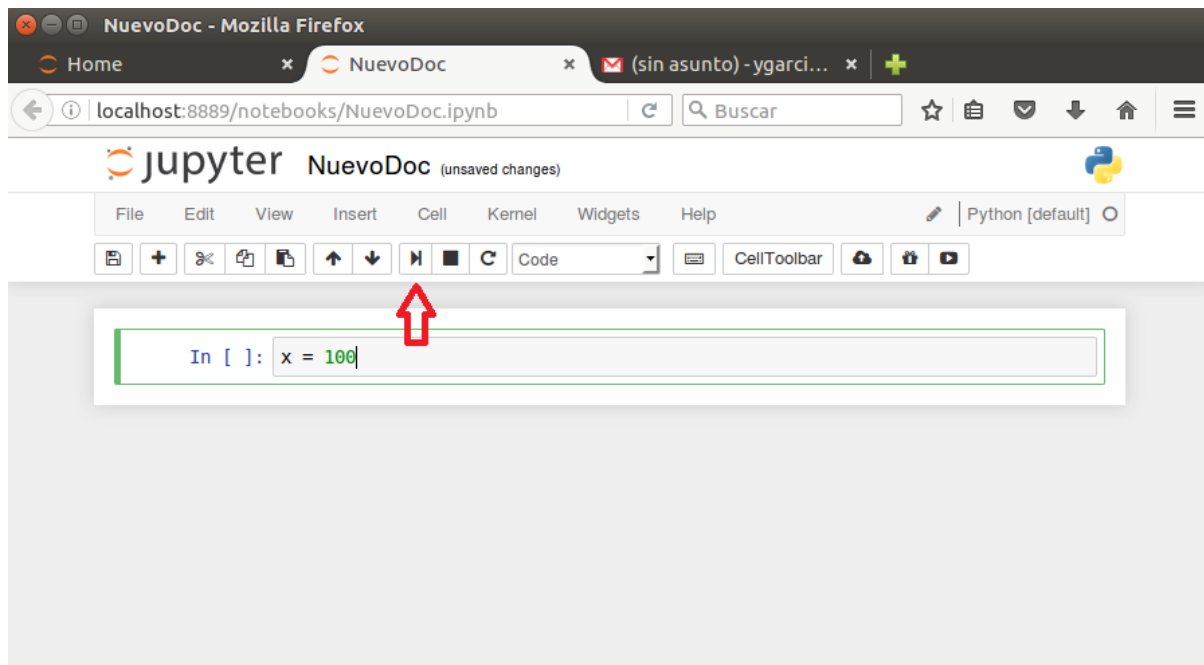 NuevoDoc - Mozilla Firefox
Home NuevoDoc (sin asunto) - ygarci...
localhost:8889/notebooks/NuevoDoc.ipynb Buscar
jupyter NuevoDoc (unsaved changes)
File Edit View Insert Cell Kernel Widgets Help Python [default]
Code CellToolbar
In [ ]: x = 100